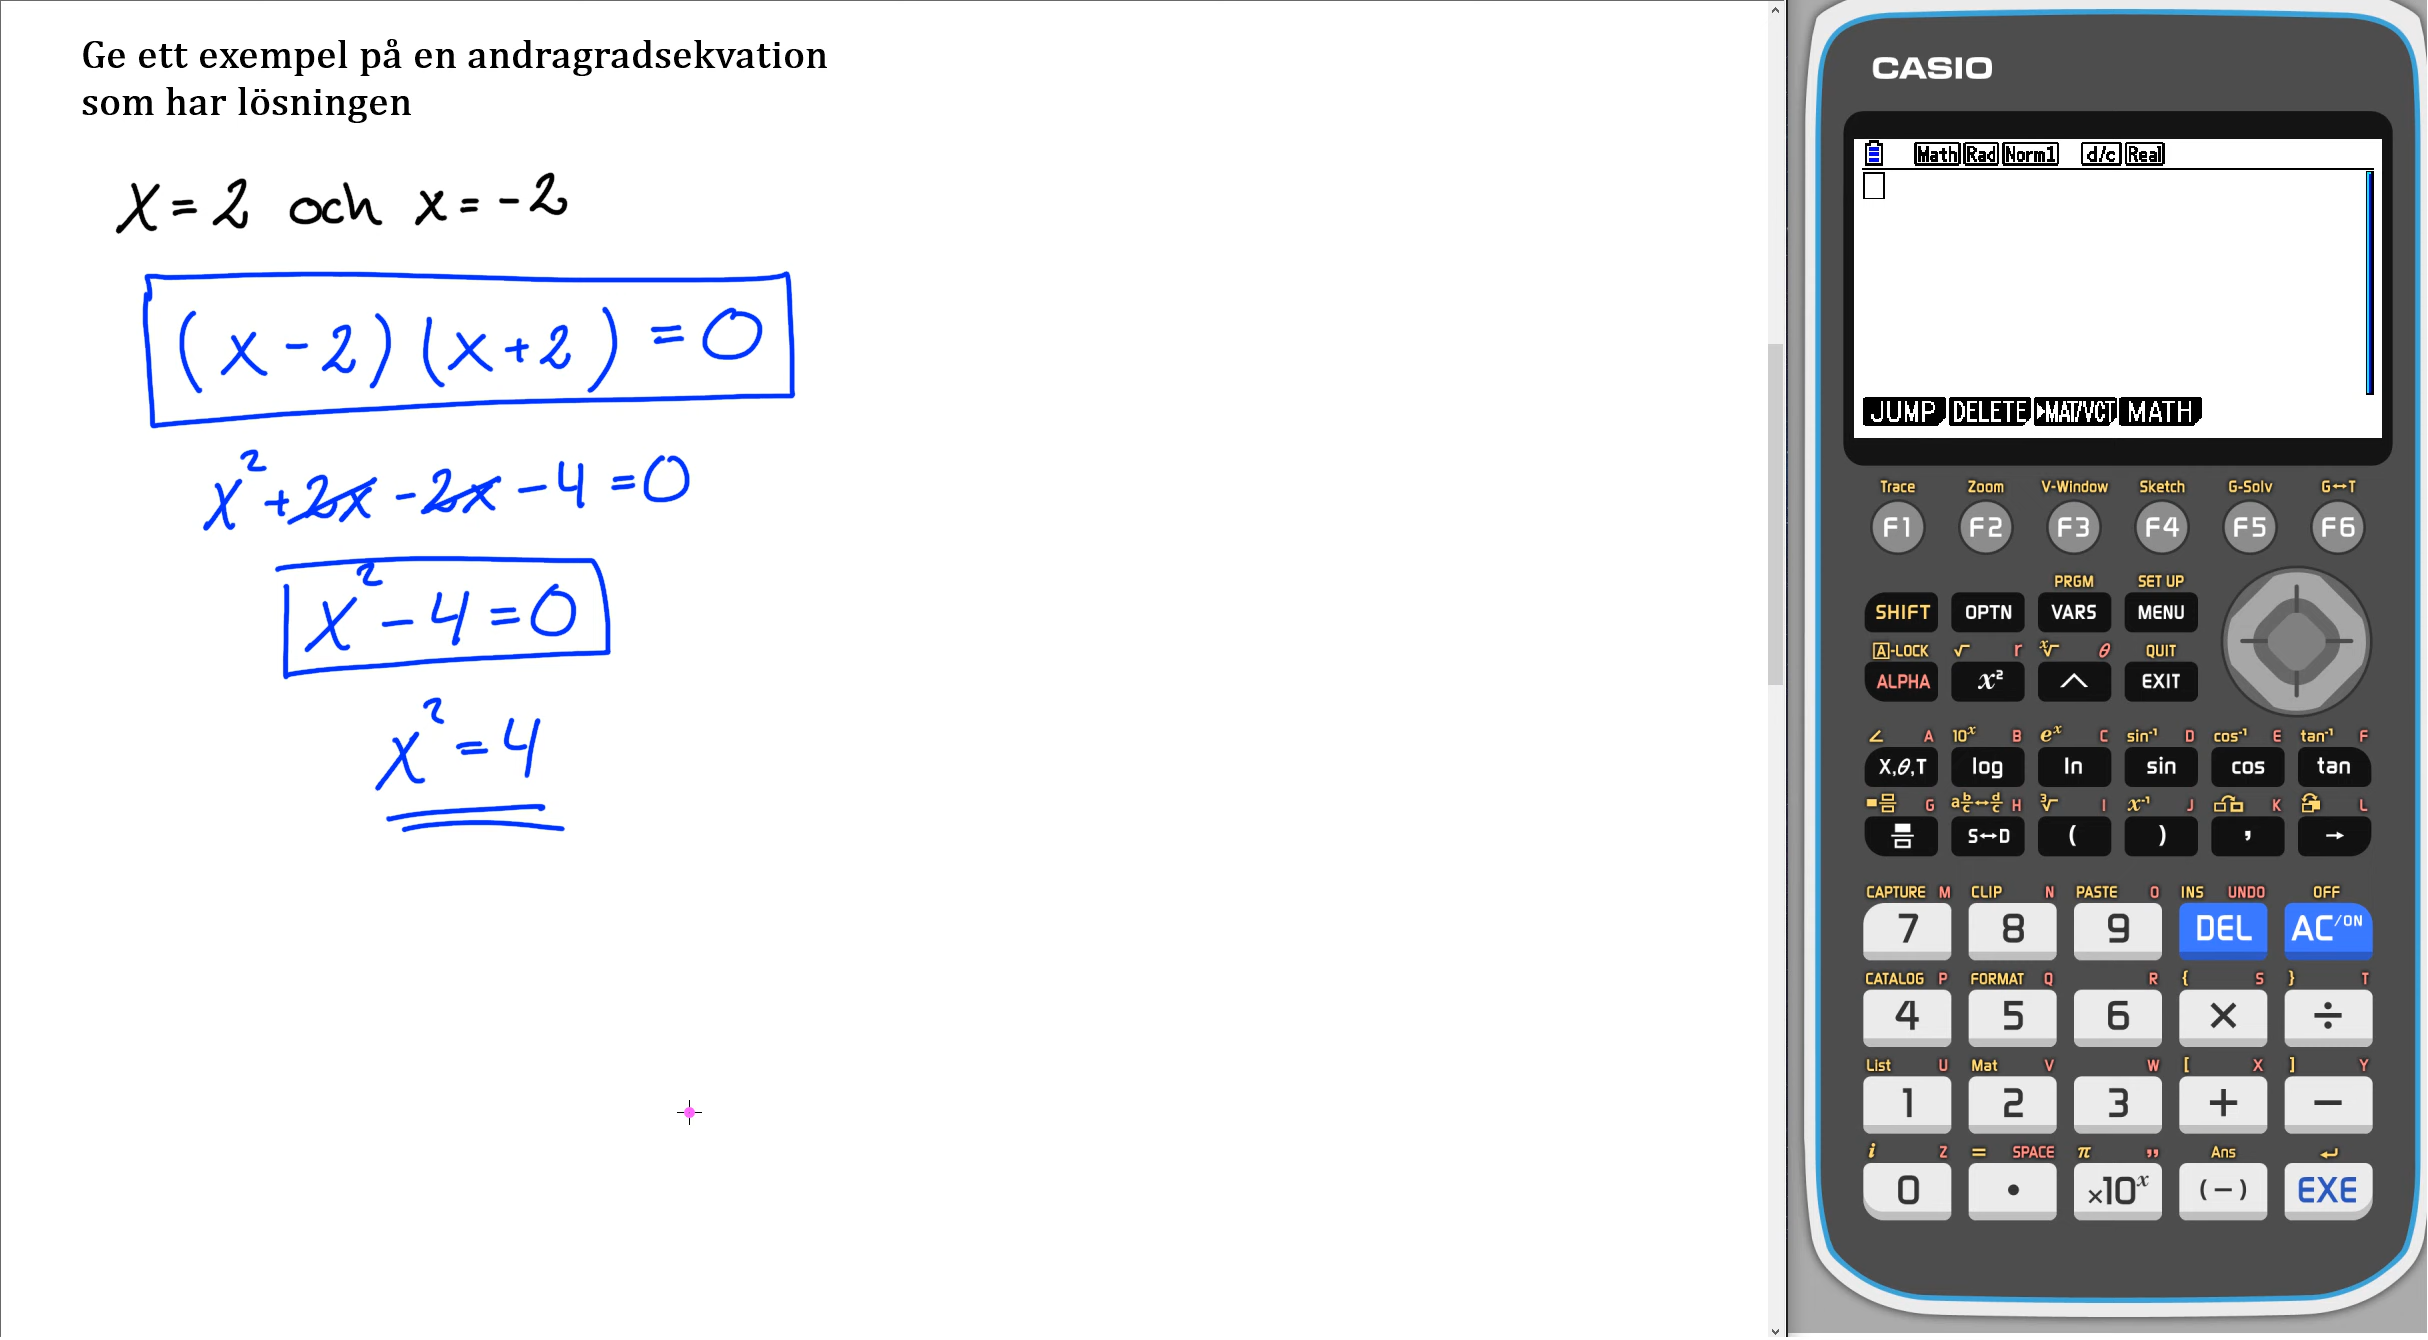 Ge ett exempel på en andragradsekvation
som har lösningen
x = 2 och x = -2
(x - 2)(x + 2) = 0
x² + 2x - 2x - 4 = 0
x² - 4 = 0
x² = 4
CASIO
Math Rad Norm1 d/c Real
JUMP DELETE ▶MAT/VCT MATH
Trace Zoom V-Window Sketch G-Solv G↔T
F1 F2 F3 F4 F5 F6
PRGM SET UP
SHIFT OPTN VARS MENU
A-LOCK √ r ˣ√ θ QUIT
ALPHA x² ^ EXIT
∠ A 10ˣ B eˣ C sin⁻¹ D cos⁻¹ E tan⁻¹ F
X,θ,T log ln sin cos tan
G a b/c↔d/c H ³√ I x⁻¹ J K L
S↔D ( ) , →
CAPTURE M CLIP N PASTE O INS UNDO OFF
7 8 9 DEL AC/ON
CATALOG P FORMAT Q R { S } T
4 5 6 × ÷
List U Mat V W [ X ] Y
1 2 3 + −
i Z = SPACE π " Ans ↵
0 • ×10ˣ (−) EXE